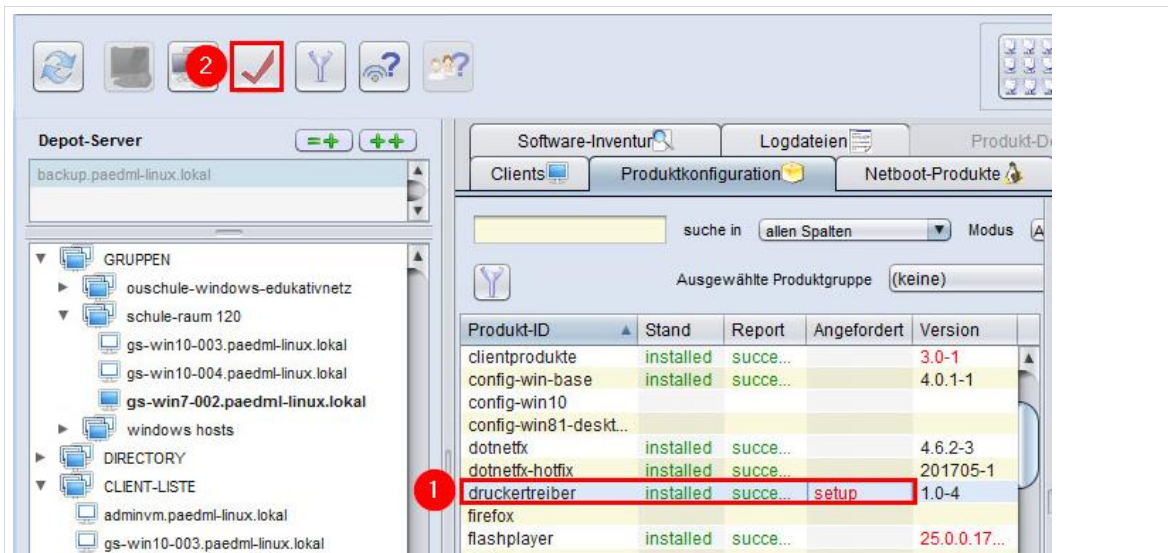 2
Depot-Server
backup.paedml-linux.lokal
GRUPPEN
ouschule-windows-edukativnetz
schule-raum 120
gs-win10-003.paedml-linux.lokal
gs-win10-004.paedml-linux.lokal
gs-win7-002.paedml-linux.lokal
windows hosts
DIRECTORY
CLIENT-LISTE
adminvm.paedml-linux.lokal
gs-win10-003.paedml-linux.lokal
Software-Inventur Logdateien Produkt-D
Clients Produktkonfiguration Netboot-Produkte
suche in allen Spalten Modus A
Ausgewählte Produktgruppe (keine)
Produkt-ID Stand Report Angefordert Version
clientprodukte installed succe... 3.0-1
config-win-base installed succe... 4.0.1-1
config-win10
config-win81-deskt...
dotnetfx installed succe... 4.6.2-3
dotnetfx-hotfix installed succe... 201705-1
1 druckertreiber installed succe... setup 1.0-4
firefox
flashplayer installed succe... 25.0.0.17...